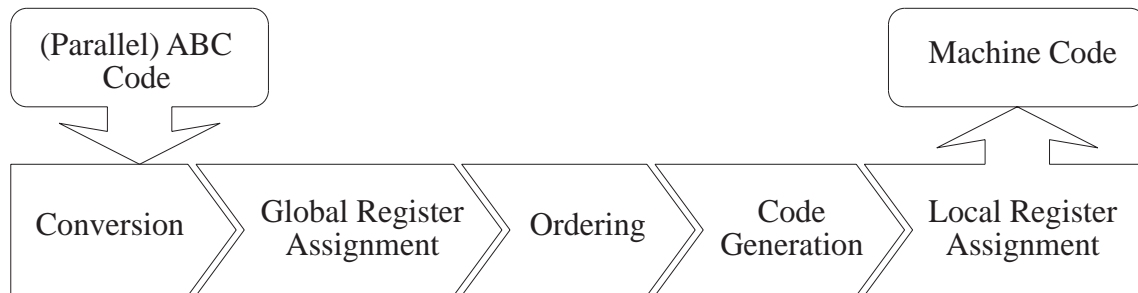 (Parallel) ABC
Code
Machine Code
Conversion
Global Register
Assignment
Ordering
Code
Generation
Local Register
Assignment